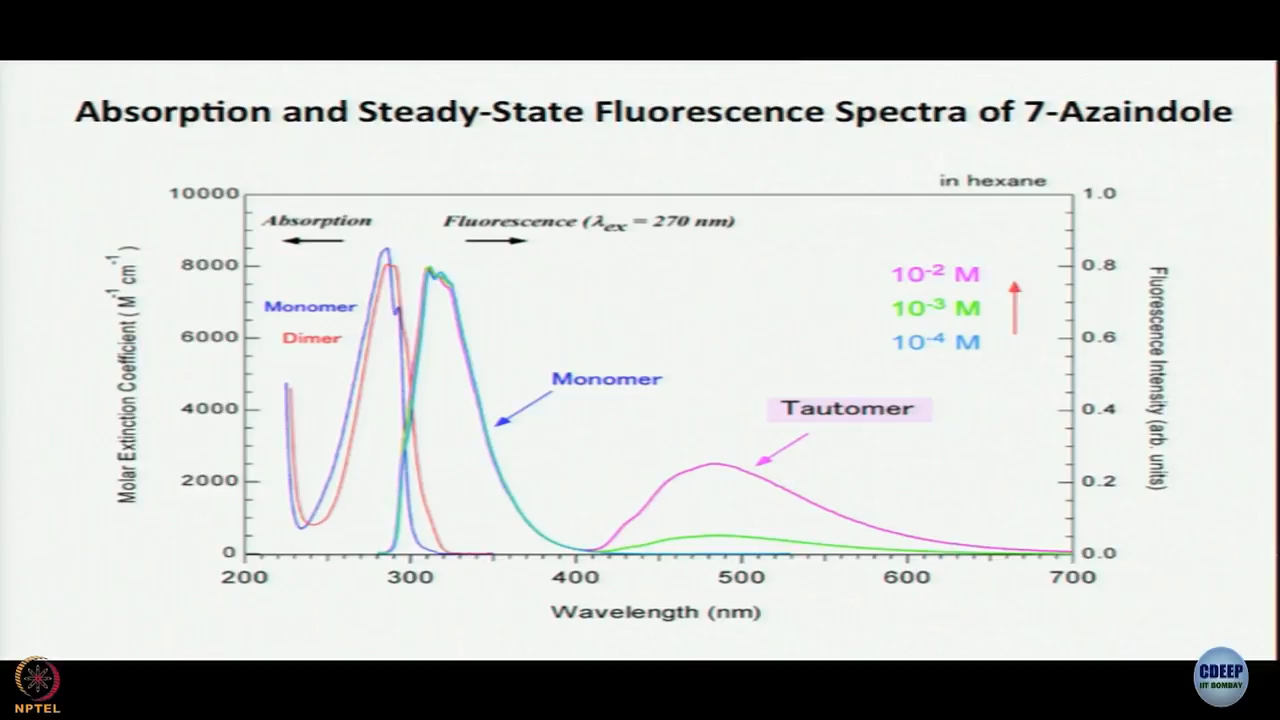 Absorption and Steady-State Fluorescence Spectra of 7-Azaindole
in hexane
10000 1.0
Absorption Fluorescence (λex = 270 nm)
8000 0.8
10-2 M
Monomer 10-3 M
Dimer 10-4 M
6000 0.6
Monomer
Tautomer
4000 0.4
2000 0.2
0 0.0
200 300 400 500 600 700
Wavelength (nm)
Molar Extinction Coefficient ( M-1 cm-1 )
Fluorescence Intensity (arb. units)
NPTEL
CDEEP
IIT BOMBAY